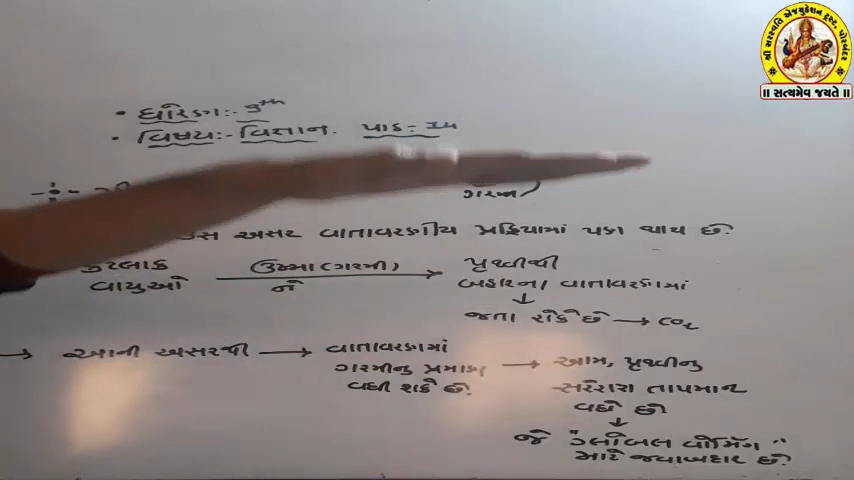 શ્રી સરસ્વતિ એજ્યુકેશન ટ્રસ્ટ, પોરબંદર
॥ સત્યમેવ જયતે ॥
• ધોરણ:- 9th
• વિષય:- વિજ્ઞાન. પાઠ:- 14
ગરમ
અસર વાતાવરણીય પ્રક્રિયામાં પણ થાય છે.
કેટલાક વાયુઓ ઉષ્મા(ગરમી) ને → પૃથ્વીથી
બહારના વાતાવરણમાં
↓
જતા રોકે છે → CO2
→ આની અસરથી → વાતાવરણમાં
ગરમીનુ પ્રમાણ → આમ, પૃથ્વીનુ
વધી શકે છે. સરેરાશ તાપમાન
વધે છે
↓
જે "ગ્લોબલ વોર્મિંગ"
માટે જવાબદાર છે.